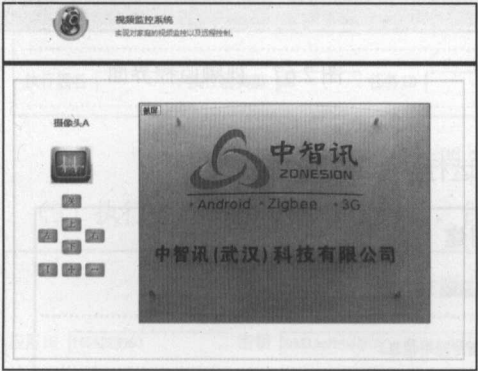 视频监控系统
实现对家庭的视频监控以及远程控制。
摄像头A
截屏
中智讯
ZONESION
·Android ·Zigbee ·3G
中智讯(武汉)科技有限公司